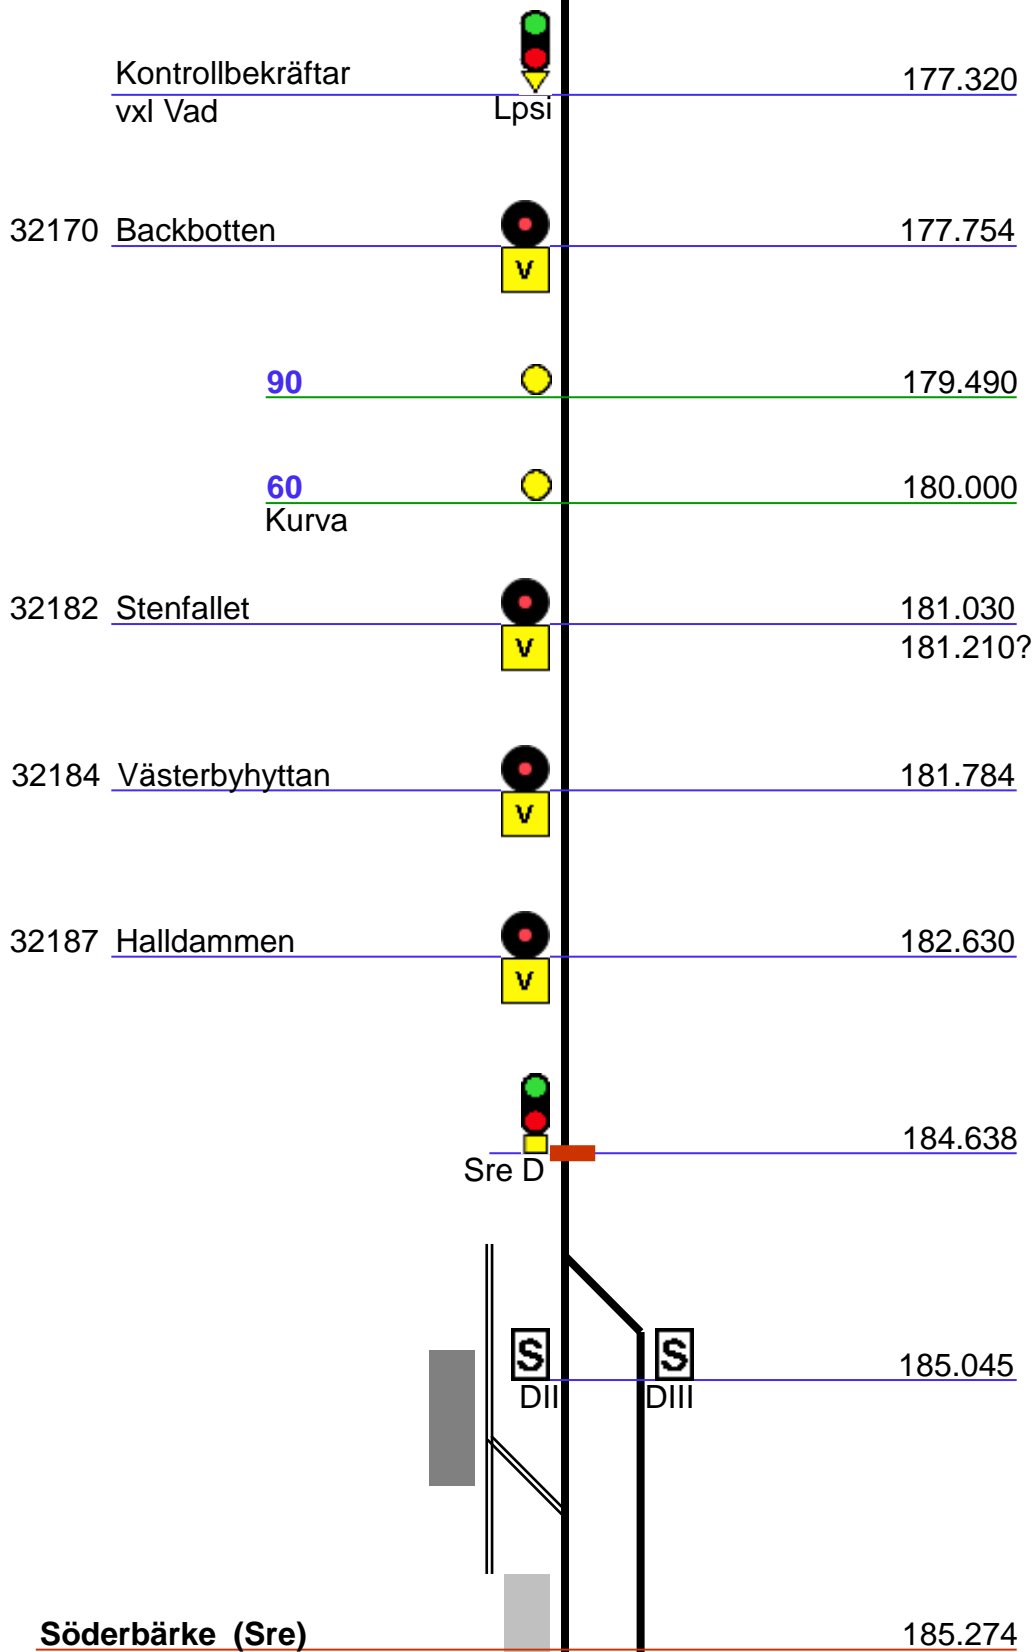 Kontrollbekräftar 177.320
vxl Vad Lpsi
32170 Backbotten 177.754
V
90 179.490
60 180.000
Kurva
32182 Stenfallet 181.030
V 181.210?
32184 Västerbyhyttan 181.784
V
32187 Halldammen 182.630
V
184.638
Sre D
S S 185.045
DII DIII
Söderbärke (Sre) 185.274